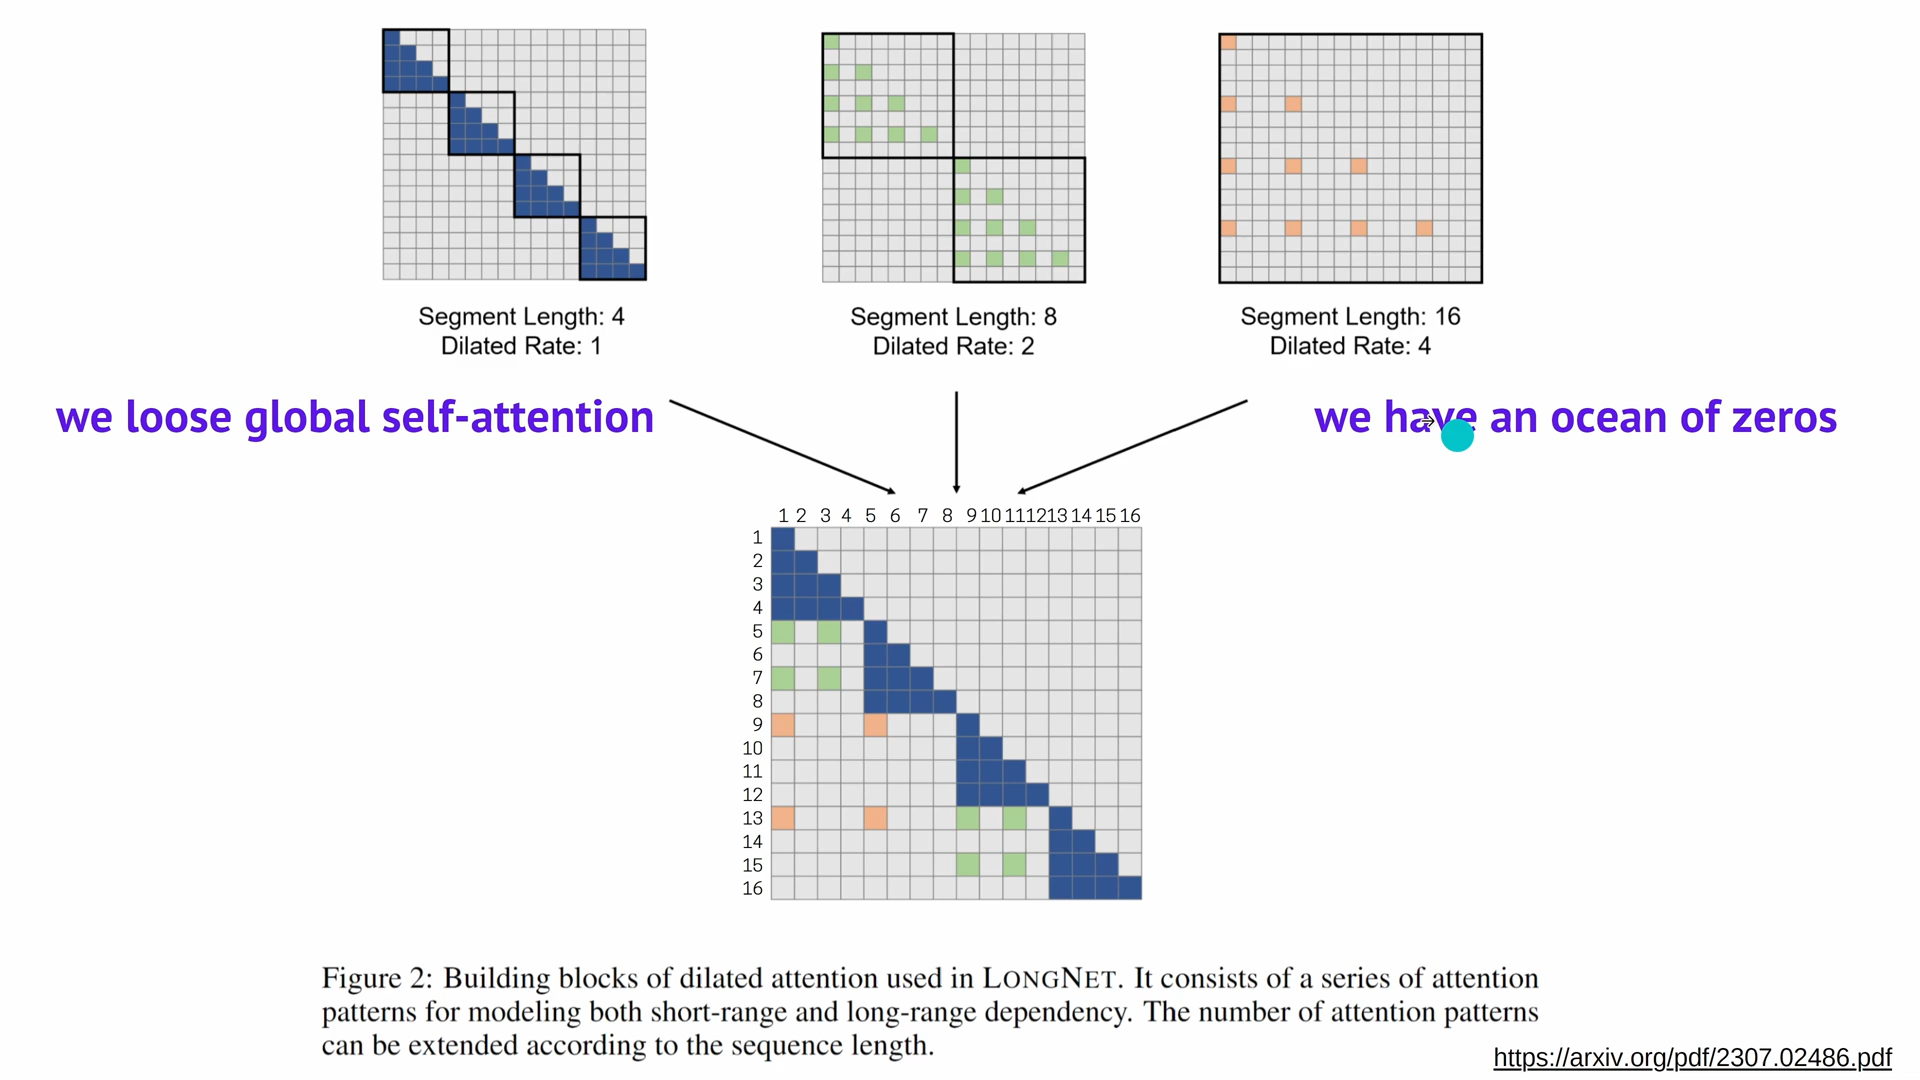 Segment Length: 4
Dilated Rate: 1
Segment Length: 8
Dilated Rate: 2
Segment Length: 16
Dilated Rate: 4
we loose global self-attention
we have an ocean of zeros
1 2 3 4 5 6 7 8 9 10 11 12 13 14 15 16
1
2
3
4
5
6
7
8
9
10
11
12
13
14
15
16
Figure 2: Building blocks of dilated attention used in LONGNET. It consists of a series of attention
patterns for modeling both short-range and long-range dependency. The number of attention patterns
can be extended according to the sequence length.
https://arxiv.org/pdf/2307.02486.pdf